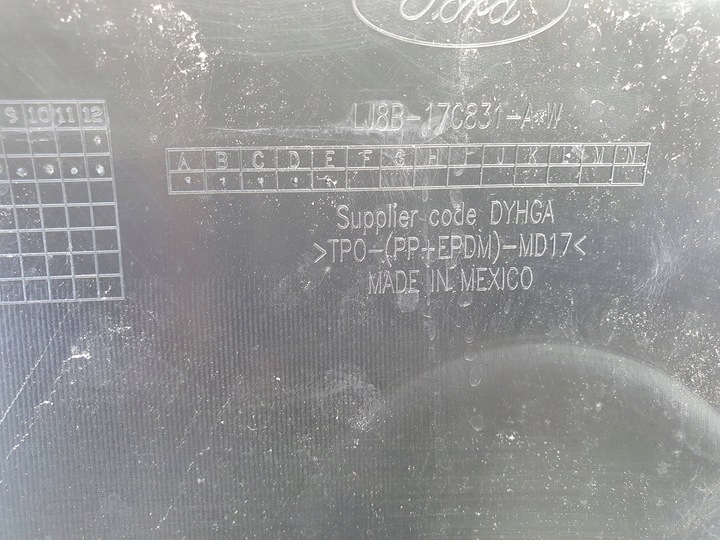 Ford
LJ8B-17C831-A W
9 10 11 12
A B C D E F G H J K M N
Supplier code DYHGA
>TPO-(PP+EPDM)-MD17<
MADE IN MEXICO